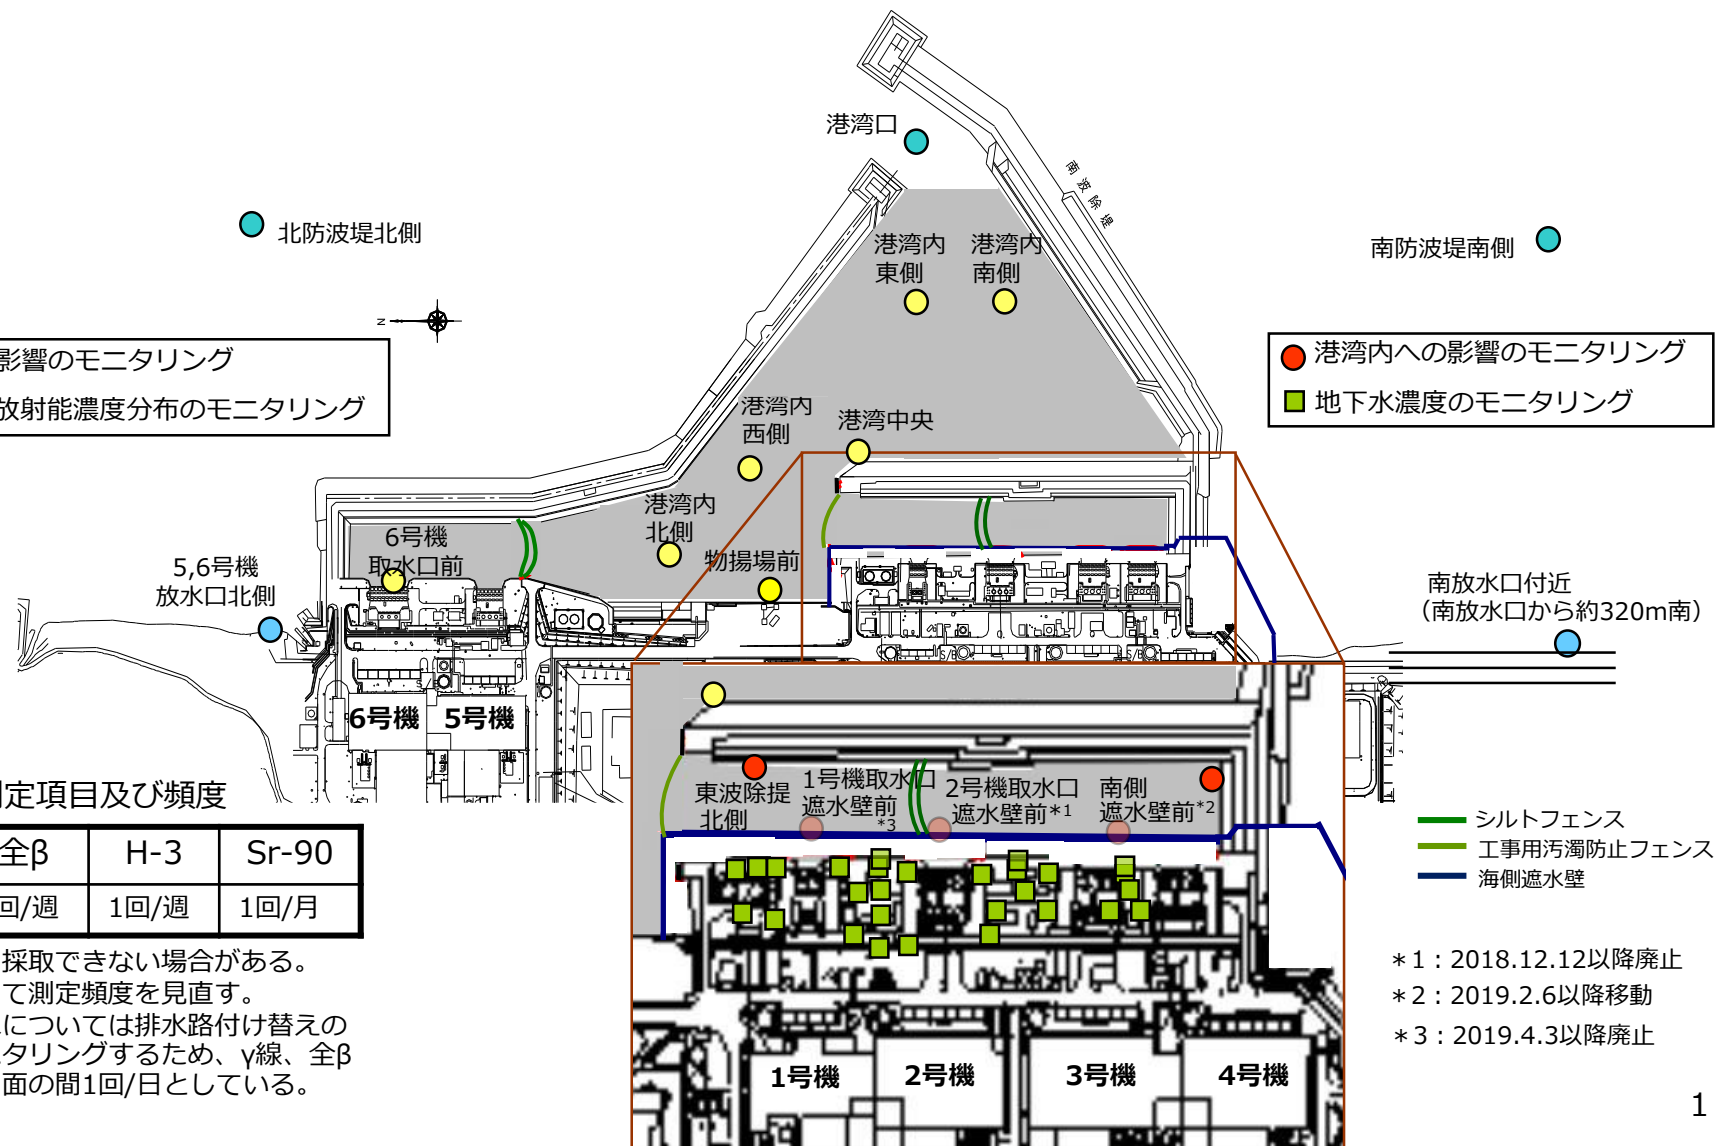 港湾口
南波除堤
北防波堤北側
南防波堤南側
港湾内
東側
港湾内
南側
N
影響のモニタリング
放射能濃度分布のモニタリング
港湾内への影響のモニタリング
地下水濃度のモニタリング
港湾内
西側
港湾中央
港湾内
北側
物揚場前
6号機
取水口前
5,6号機
放水口北側
南放水口付近
（南放水口から約320m南）
S/B
S/B
6号機
5号機
東波除提
北側
1号機取水口
遮水壁前
*3
2号機取水口
遮水壁前*1
南側
遮水壁前*2
シルトフェンス
工事用汚濁防止フェンス
海側遮水壁
定項目及び頻度
全β H-3 Sr-90
回/週 1回/週 1回/月
採取できない場合がある。
て測定頻度を見直す。
については排水路付け替えの
タリングするため、γ線、全β
面の間1回/日としている。
＊1：2018.12.12以降廃止
＊2：2019.2.6以降移動
＊3：2019.4.3以降廃止
1号機
2号機
3号機
4号機
1